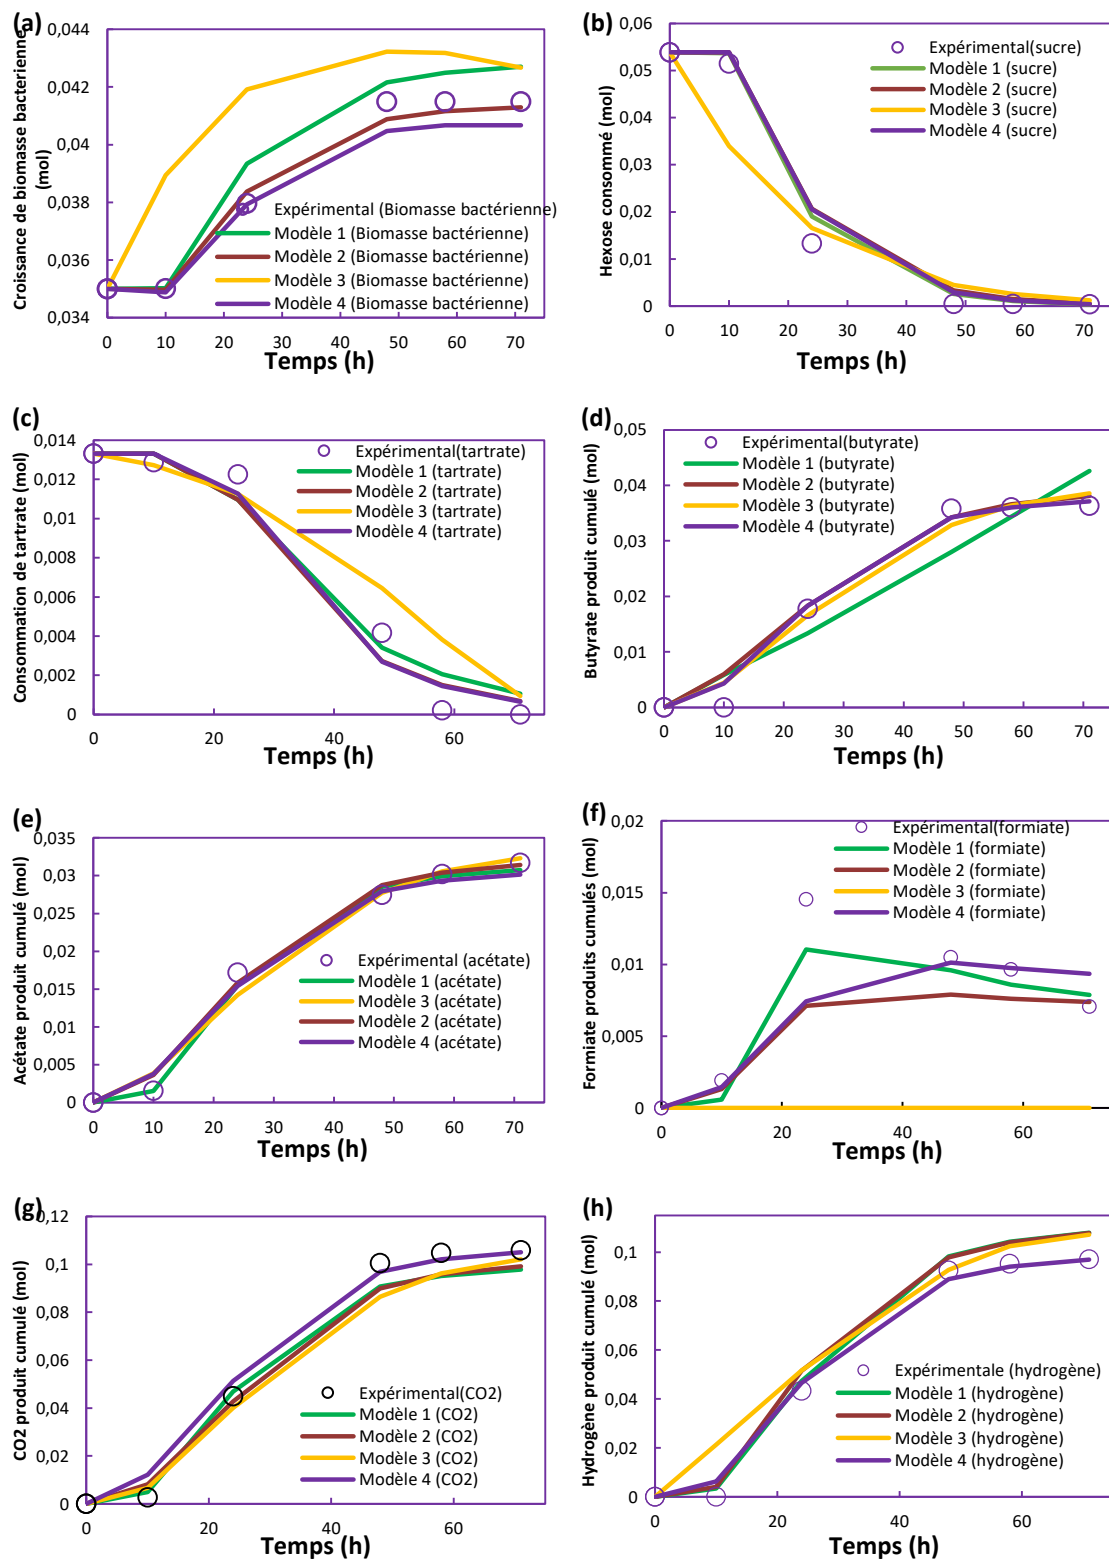 (a)
Croissance de biomasse bacterienne
(mol)
0,044
0,042
0,04
0,038
0,036
0,034
Expérimental (Biomasse bactérienne)
Modèle 1 (Biomasse bactérienne)
Modèle 2 (Biomasse bactérienne)
Modèle 3 (Biomasse bactérienne)
Modèle 4 (Biomasse bactérienne)
0 10 20 30 40 50 60 70
Temps (h)
(b)
Hexose consommé (mol)
0,06
0,05
0,04
0,03
0,02
0,01
0
Expérimental(sucre)
Modèle 1 (sucre)
Modèle 2 (sucre)
Modèle 3 (sucre)
Modèle 4 (sucre)
0 10 20 30 40 50 60 70
Temps (h)
(c)
Consommation de tartrate (mol)
0,014
0,012
0,01
0,008
0,006
0,004
0,002
0
Expérimental(tartrate)
Modèle 1 (tartrate)
Modèle 2 (tartrate)
Modèle 3 (tartrate)
Modèle 4 (tartrate)
0 20 40 60
Temps (h)
(d)
Butyrate produit cumulé (mol)
0,05
0,04
0,03
0,02
0,01
0
Expérimental(butyrate)
Modèle 1 (butyrate)
Modèle 2 (butyrate)
Modèle 3 (butyrate)
Modèle 4 (butyrate)
0 10 20 30 40 50 60 70
Temps (h)
(e)
Acétate produit cumulé (mol)
0,035
0,03
0,025
0,02
0,015
0,01
0,005
0
Expérimental (acétate)
Modèle 1 (acétate)
Modèle 3 (acétate)
Modèle 2 (acétate)
Modèle 4 (acétate)
0 10 20 30 40 50 60 70
Temps (h)
(f)
Formiate produits cumulés (mol)
0,02
0,015
0,01
0,005
0
Expérimental(formiate)
Modèle 1 (formiate)
Modèle 2 (formiate)
Modèle 3 (formiate)
Modèle 4 (formiate)
0 20 40 60
Temps (h)
(g)
CO2 produit cumulé (mol)
0,12
0,1
0,08
0,06
0,04
0,02
0
Expérimental(CO2)
Modèle 1 (CO2)
Modèle 2 (CO2)
Modèle 3 (CO2)
Modèle 4 (CO2)
0 20 40 60
Temps (h)
(h)
Hydrogène produit cumulé (mol)
0,1
0,08
0,06
0,04
0,02
0
Expérimentale (hydrogène)
Modèle 1 (hydrogène)
Modèle 2 (hydrogène)
Modèle 3 (hydrogène)
Modèle 4 (hydrogène)
0 20 40 60
Temps (h)